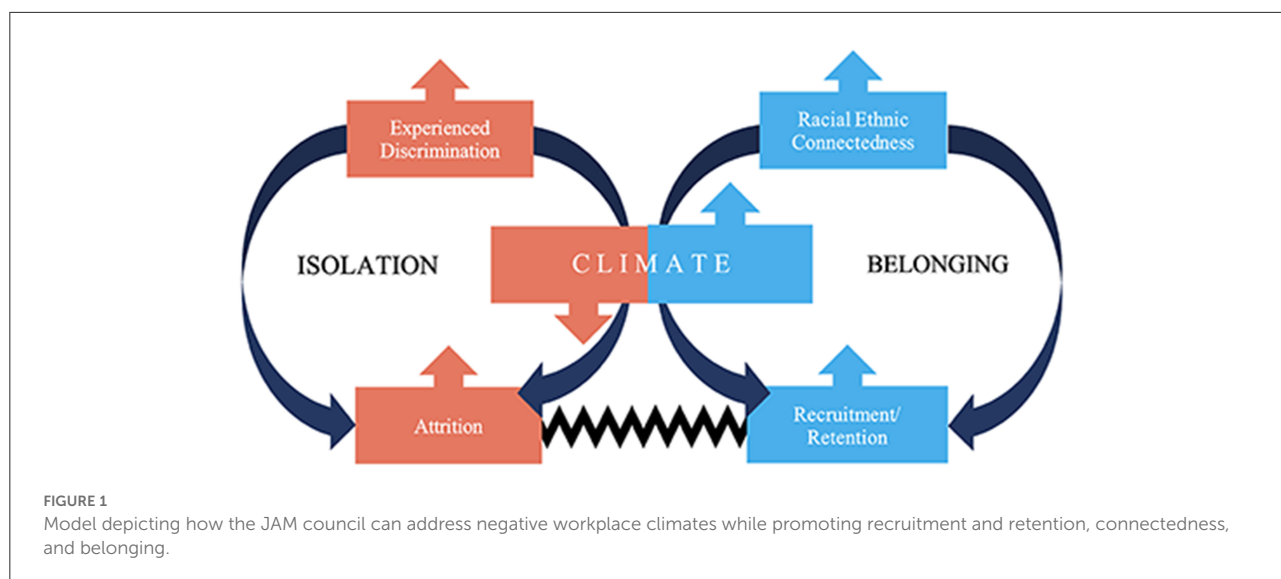 Experienced
Discrimination
Racial Ethnic
Connectedness
ISOLATION
CLIMATE
BELONGING
Attrition
Recruitment/
Retention
FIGURE 1
Model depicting how the JAM council can address negative workplace climates while promoting recruitment and retention, connectedness,
and belonging.